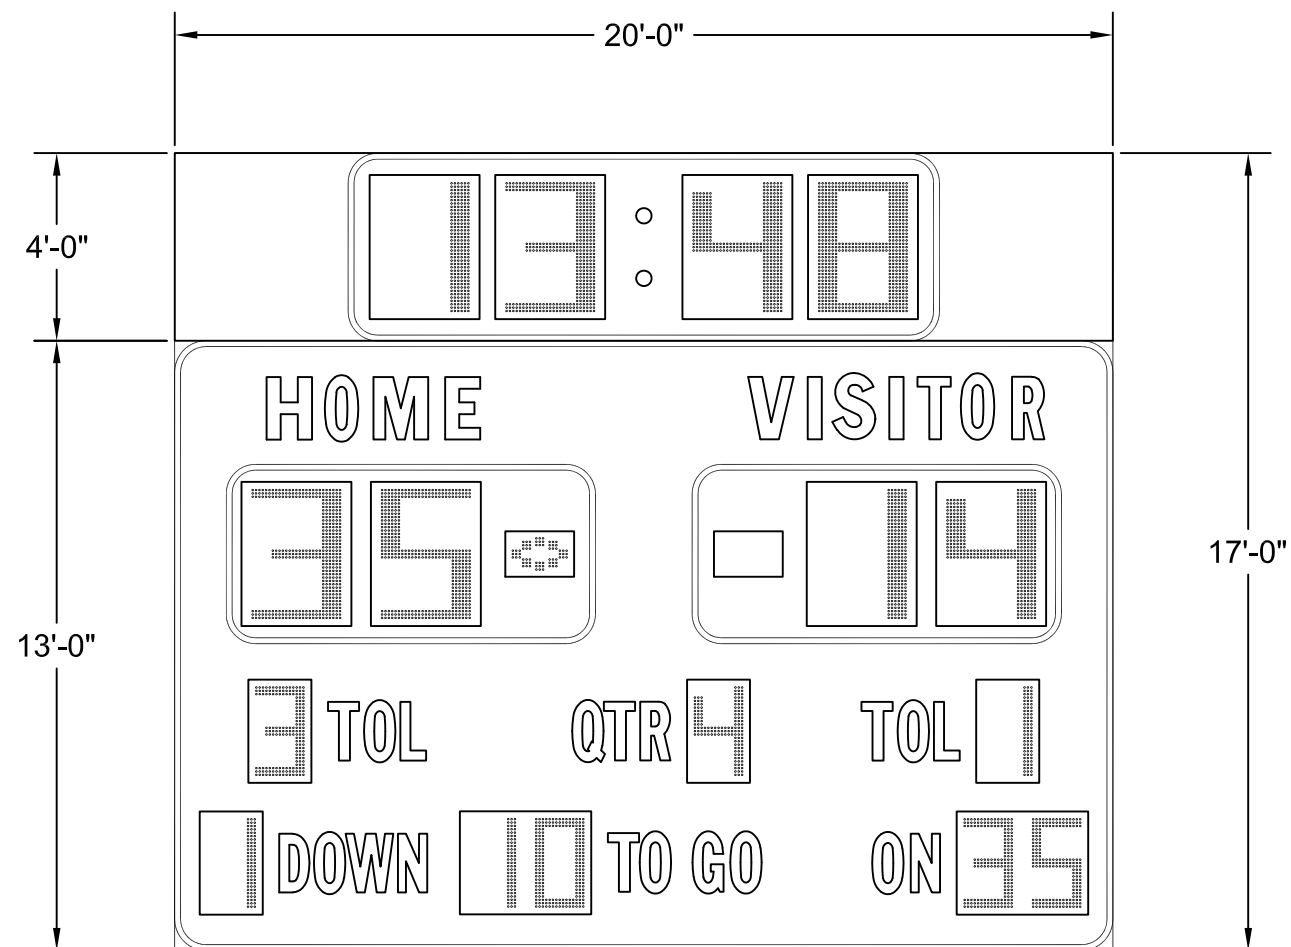 20'-0"
13:48
4'-0"
HOME VISITOR
35 14
17'-0"
13'-0"
3 TOL QTR 4 TOL 1
1 DOWN 10 TO GO ON 35